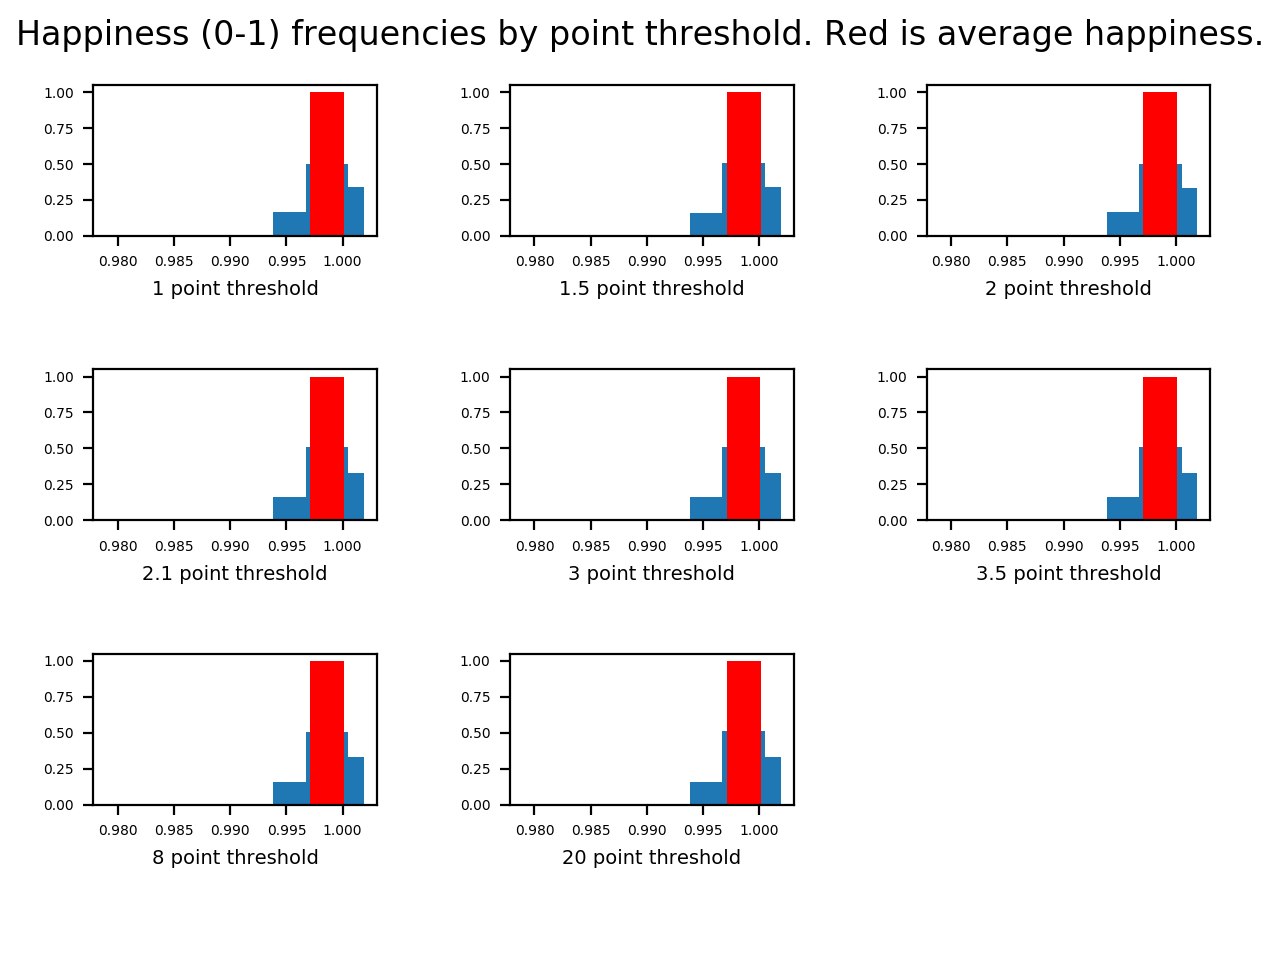 Happiness (0-1) frequencies by point threshold. Red is average happiness.
1.00 1.00 1.00
0.75 0.75 0.75
0.50 0.50 0.50
0.25 0.25 0.25
0.00 0.00 0.00
0.980 0.985 0.990 0.995 1.000 0.980 0.985 0.990 0.995 1.000 0.980 0.985 0.990 0.995 1.000
1 point threshold 1.5 point threshold 2 point threshold
1.00 1.00 1.00
0.75 0.75 0.75
0.50 0.50 0.50
0.25 0.25 0.25
0.00 0.00 0.00
0.980 0.985 0.990 0.995 1.000 0.980 0.985 0.990 0.995 1.000 0.980 0.985 0.990 0.995 1.000
2.1 point threshold 3 point threshold 3.5 point threshold
1.00 1.00
0.75 0.75
0.50 0.50
0.25 0.25
0.00 0.00
0.980 0.985 0.990 0.995 1.000 0.980 0.985 0.990 0.995 1.000
8 point threshold 20 point threshold